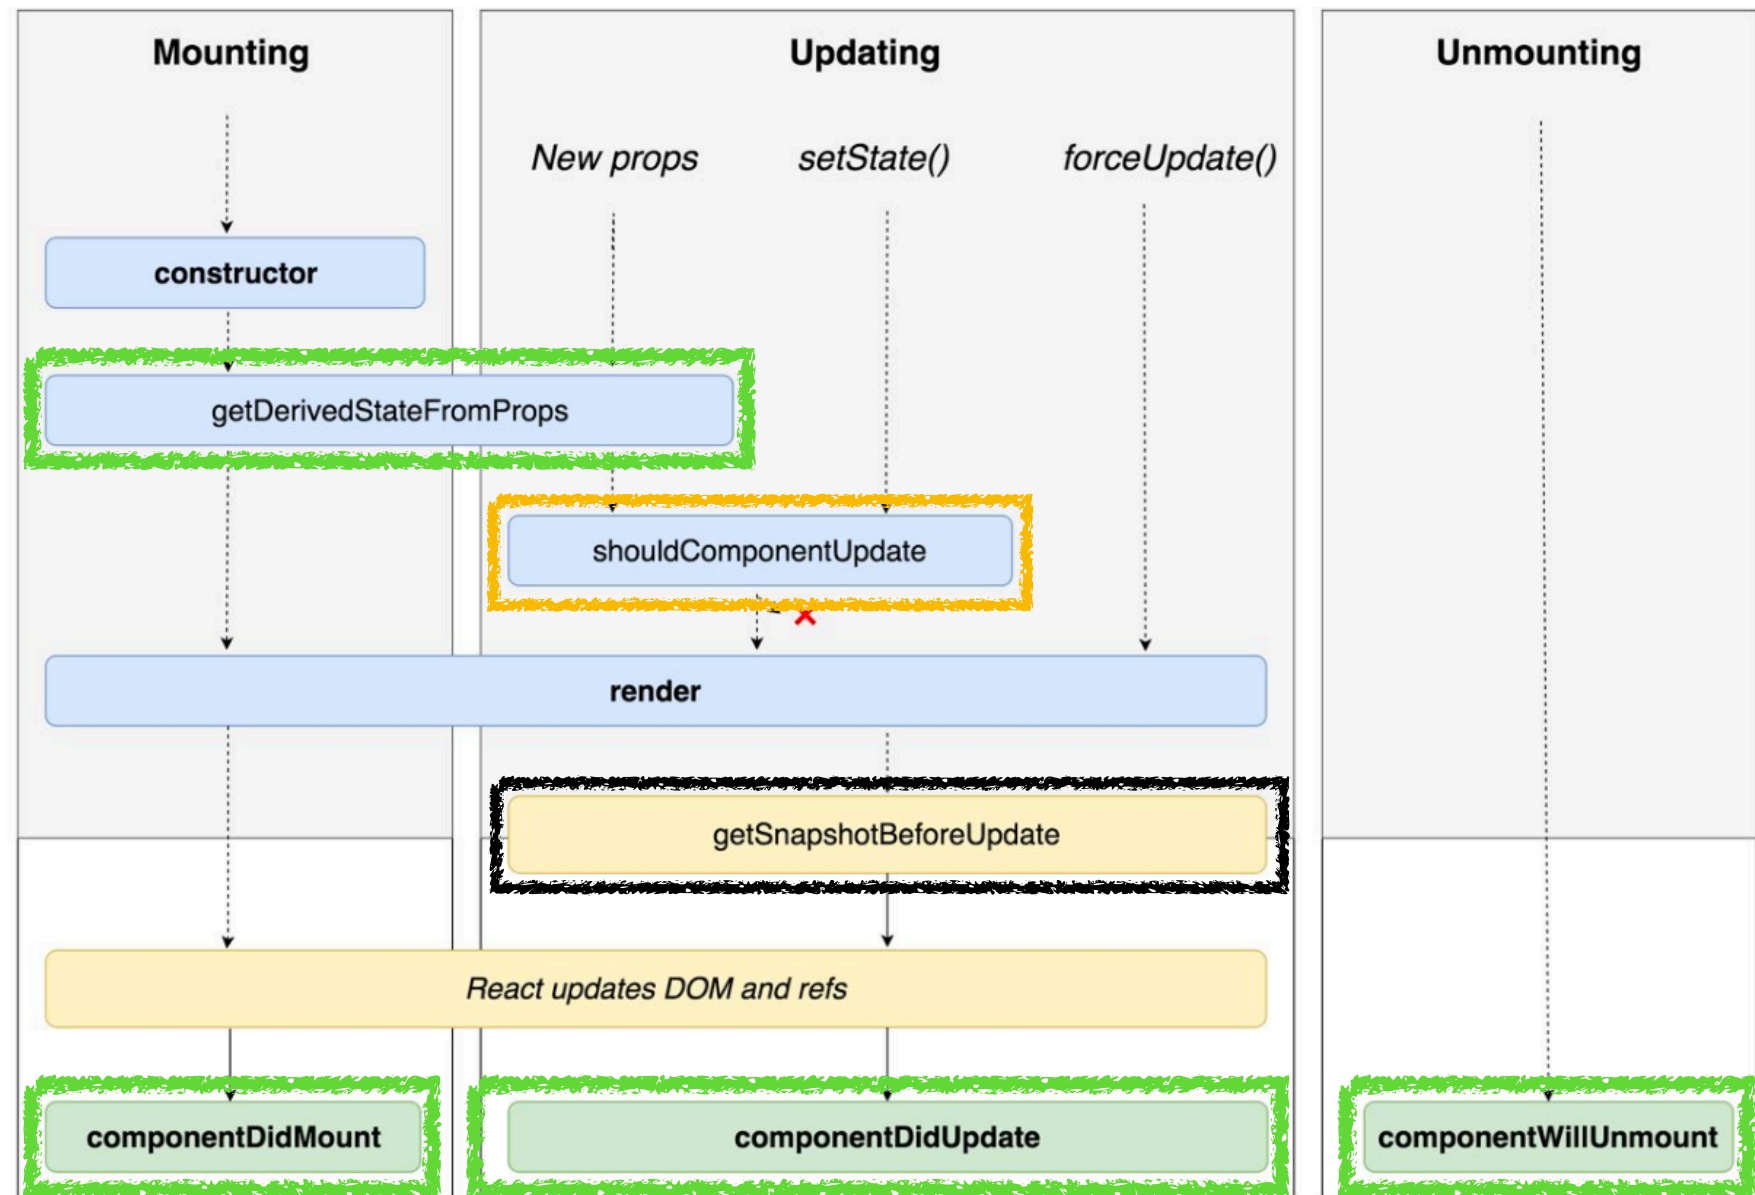 Mounting
Updating
Unmounting
New props
setState()
forceUpdate()
constructor
getDerivedStateFromProps
shouldComponentUpdate
render
getSnapshotBeforeUpdate
React updates DOM and refs
componentDidMount
componentDidUpdate
componentWillUnmount